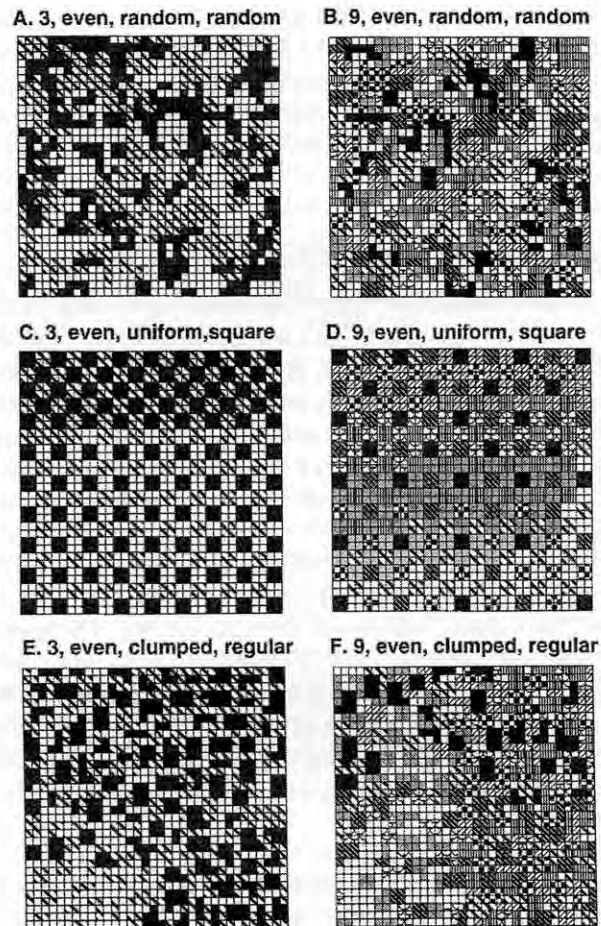 A. 3, even, random, random
B. 9, even, random, random
C. 3, even, uniform,square
D. 9, even, uniform, square
E. 3, even, clumped, regular
F. 9, even, clumped, regular